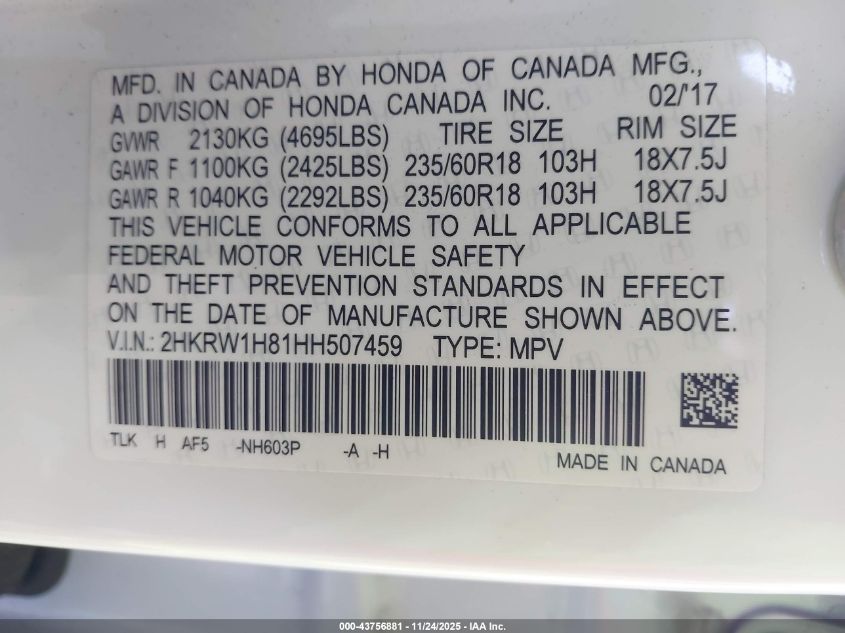 MFD. IN CANADA BY HONDA OF CANADA MFG.,
A DIVISION OF HONDA CANADA INC. 02/'17
GVWR 2130KG (4695LBS) TIRE SIZE RIM SIZE
GAWR F 1100KG (2425LBS) 235/60R18 103H 18X7.5J
GAWR R 1040KG (2292LBS) 235/60R18 103H 18X7.5J
THIS VEHICLE CONFORMS TO ALL APPLICABLE
FEDERAL MOTOR VEHICLE SAFETY
AND THEFT PREVENTION STANDARDS IN EFFECT
ON THE DATE OF MANUFACTURE SHOWN ABOVE.
V.I.N.: 2HKRW1H81HH507459 TYPE: MPV
TLK H AF5 -NH603P -A -H
MADE IN CANADA
000-43756881 - 11/24/2025 - IAA Inc.